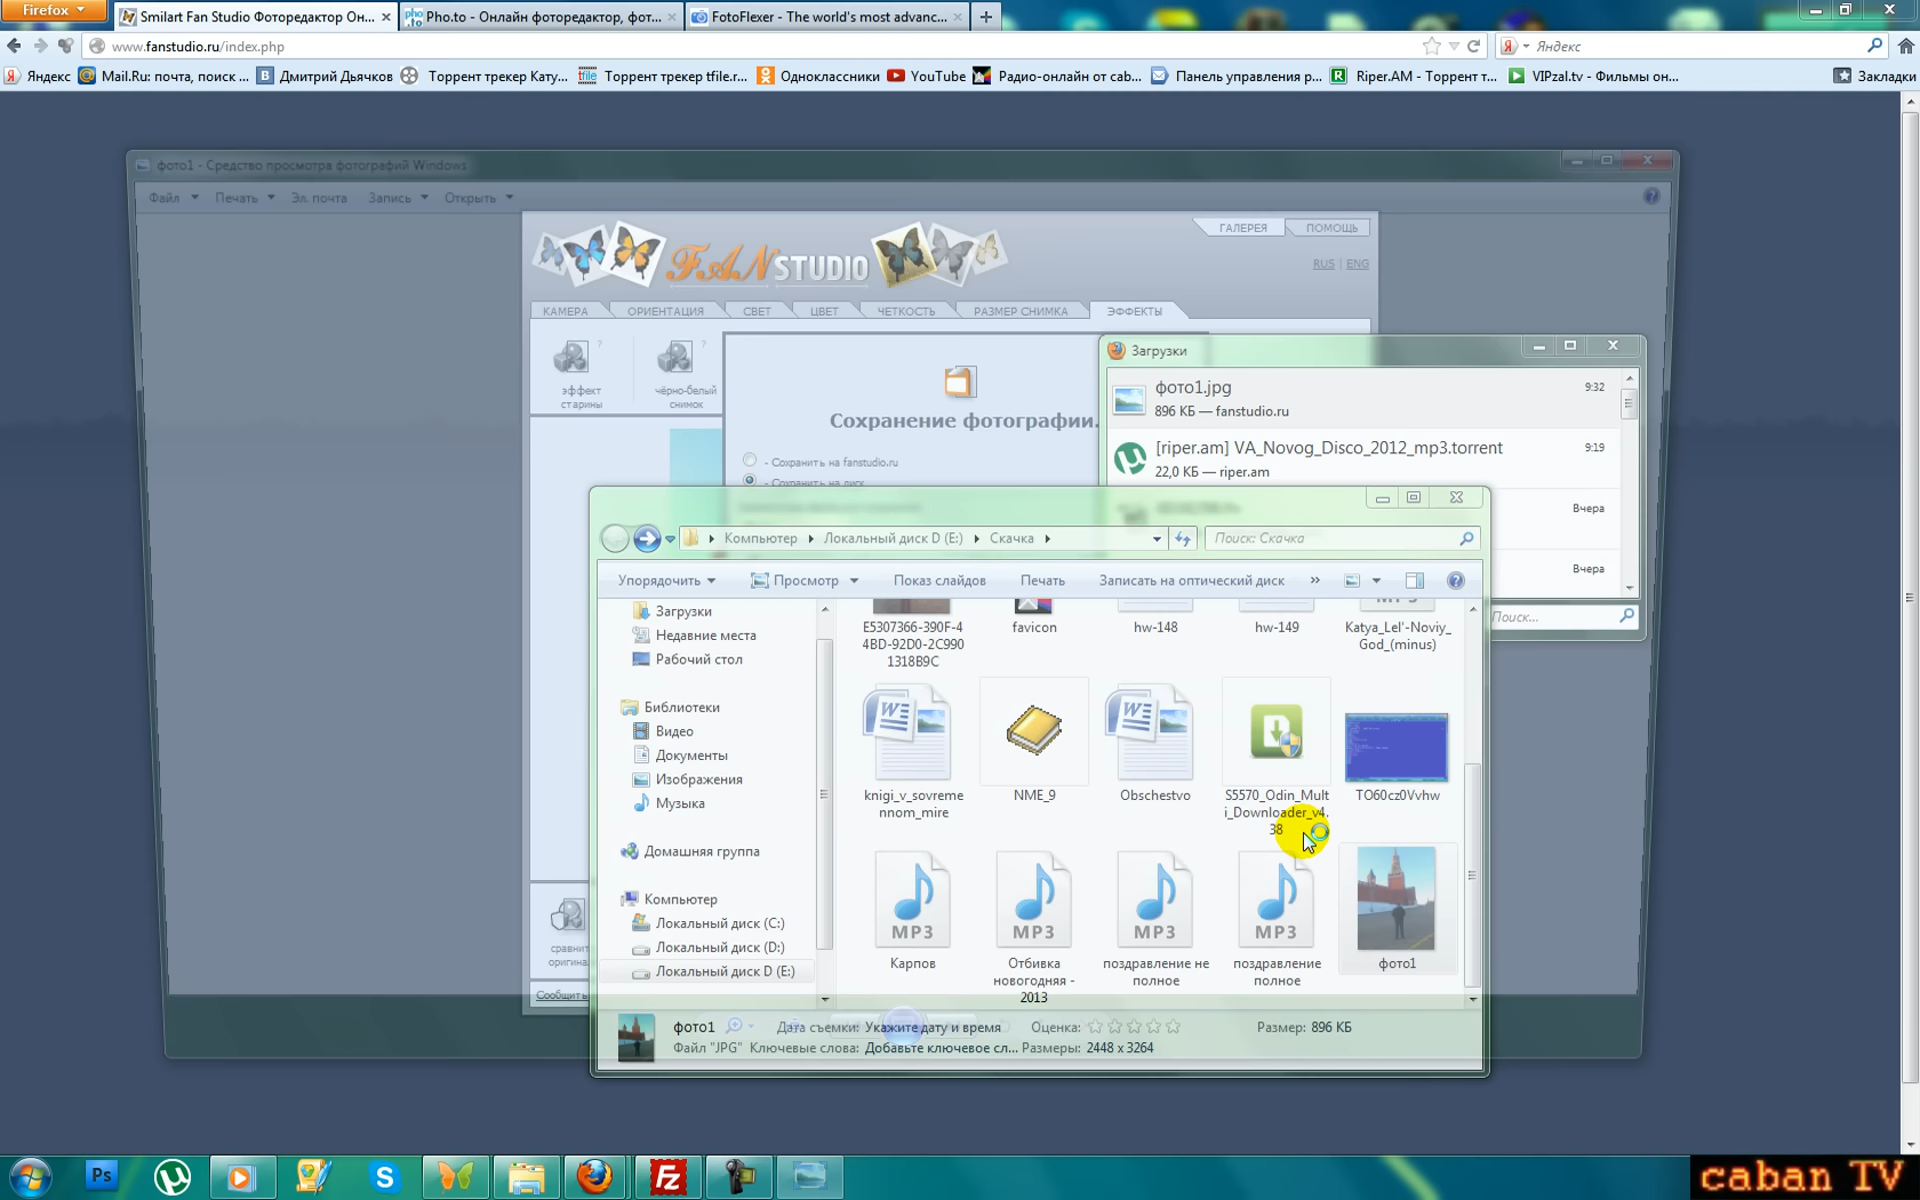 Firefox
Smilart Fan Studio Фоторедактор Он...
Pho.to - Онлайн фоторедактор, фот...
FotoFlexer - The world's most advanc...
www.fanstudio.ru/index.php
Яндекс
Яндекс
Mail.Ru: почта, поиск ...
Дмитрий Дьячков
Торрент трекер Кату...
Торрент трекер tfile.r...
Одноклассники
YouTube
Радио-онлайн от cab...
Панель управления р...
Riper.AM - Торрент т...
VIPzal.tv - Фильмы он...
Закладки
фото1 - Средство просмотра фотографий Windows
Файл
Печать
Эл. почта
Запись
Открыть
FAN STUDIO
ГАЛЕРЕЯ
ПОМОЩЬ
RUS | ENG
КАМЕРА
ОРИЕНТАЦИЯ
СВЕТ
ЦВЕТ
ЧЕТКОСТЬ
РАЗМЕР СНИМКА
ЭФФЕКТЫ
эффект
старины
чёрно-белый
снимок
Сохранение фотографии.
- Сохранить на fanstudio.ru
- Сохранить на диск
Загрузки
фото1.jpg
9:32
896 КБ — fanstudio.ru
[riper.am] VA_Novog_Disco_2012_mp3.torrent
9:19
22,0 КБ — riper.am
Вчера
Вчера
Поиск...
Компьютер
Локальный диск D (E:)
Скачка
Поиск: Скачка
Упорядочить
Просмотр
Показ слайдов
Печать
Записать на оптический диск
»
Загрузки
Недавние места
Рабочий стол
Библиотеки
Видео
Документы
Изображения
Музыка
Домашняя группа
Компьютер
Локальный диск (C:)
Локальный диск (D:)
Локальный диск D (E:)
E5307366-390F-4
4BD-92D0-2C990
1318B9C
favicon
hw-148
hw-149
Katya_Lel'-Noviy_
God_(minus)
knigi_v_sovreme
nnom_mire
NME_9
Obschestvo
S5570_Odin_Mult
i_Downloader_v4.
38
TO60cz0Vvhw
MP3
MP3
MP3
MP3
Карпов
Отбивка
новогодняя -
2013
поздравление не
полное
поздравление
полное
фото1
сравнит
оригина
Сообщить
фото1
Дата съемки: Укажите дату и время
Оценка:
Размер: 896 КБ
Файл "JPG"
Ключевые слова: Добавьте ключевое сл...
Размеры: 2448 x 3264
Ps
caban TV